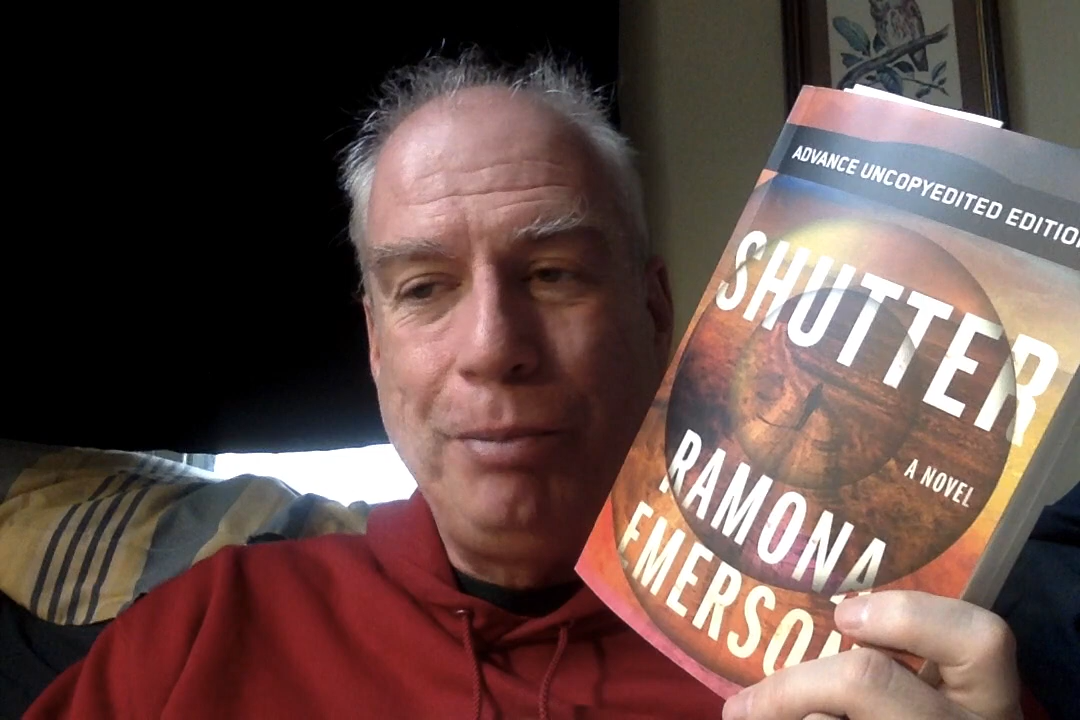 ADVANCE UNCOPYEDITED EDITION
SHUTTER
A NOVEL
RAMONA
EMERSON